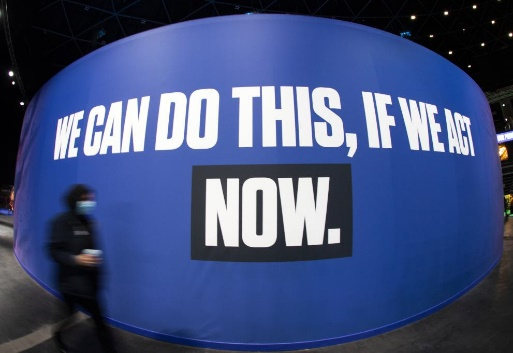 WE CAN DO THIS, IF WE ACT
NOW.